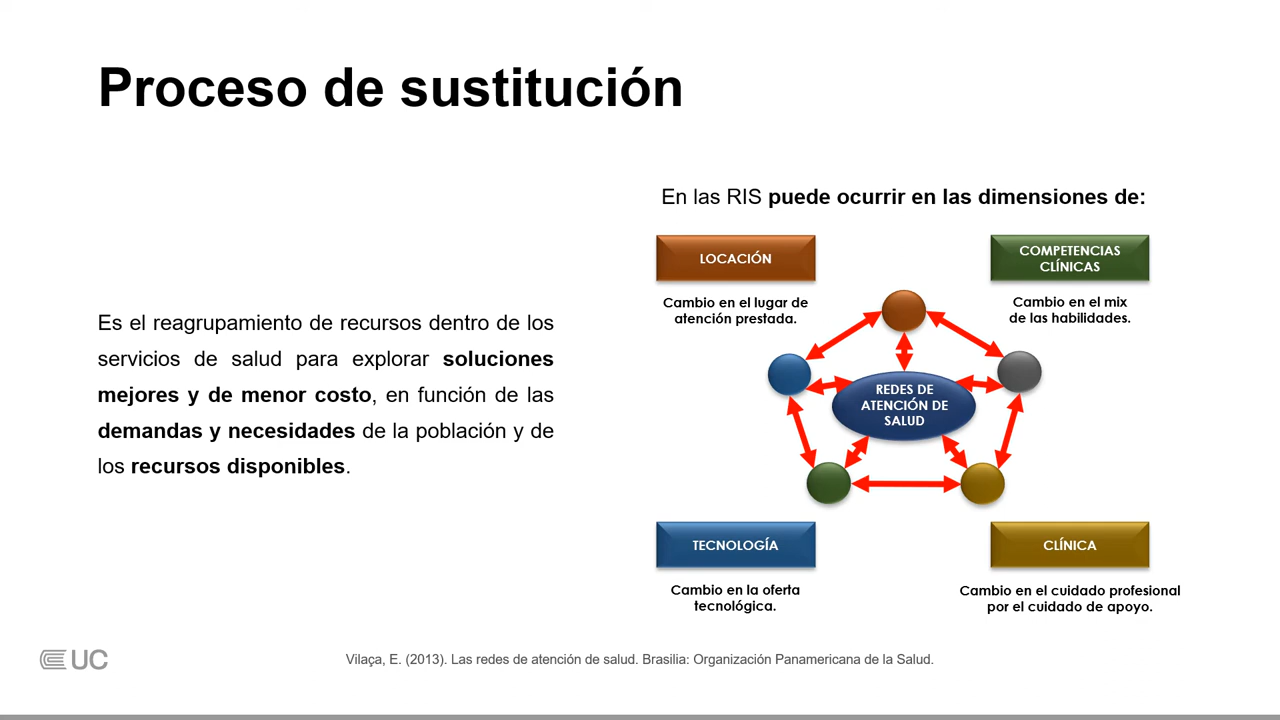 Proceso de sustitución
Es el reagrupamiento de recursos dentro de los
servicios de salud para explorar soluciones
mejores y de menor costo, en función de las
demandas y necesidades de la población y de
los recursos disponibles.
En las RIS puede ocurrir en las dimensiones de:
LOCACIÓN
Cambio en el lugar de
atención prestada.
COMPETENCIAS
CLÍNICAS
Cambio en el mix
de las habilidades.
REDES DE
ATENCIÓN DE
SALUD
TECNOLOGÍA
Cambio en la oferta
tecnológica.
CLÍNICA
Cambio en el cuidado profesional
por el cuidado de apoyo.
UC
Vilaça, E. (2013). Las redes de atención de salud. Brasilia: Organización Panamericana de la Salud.